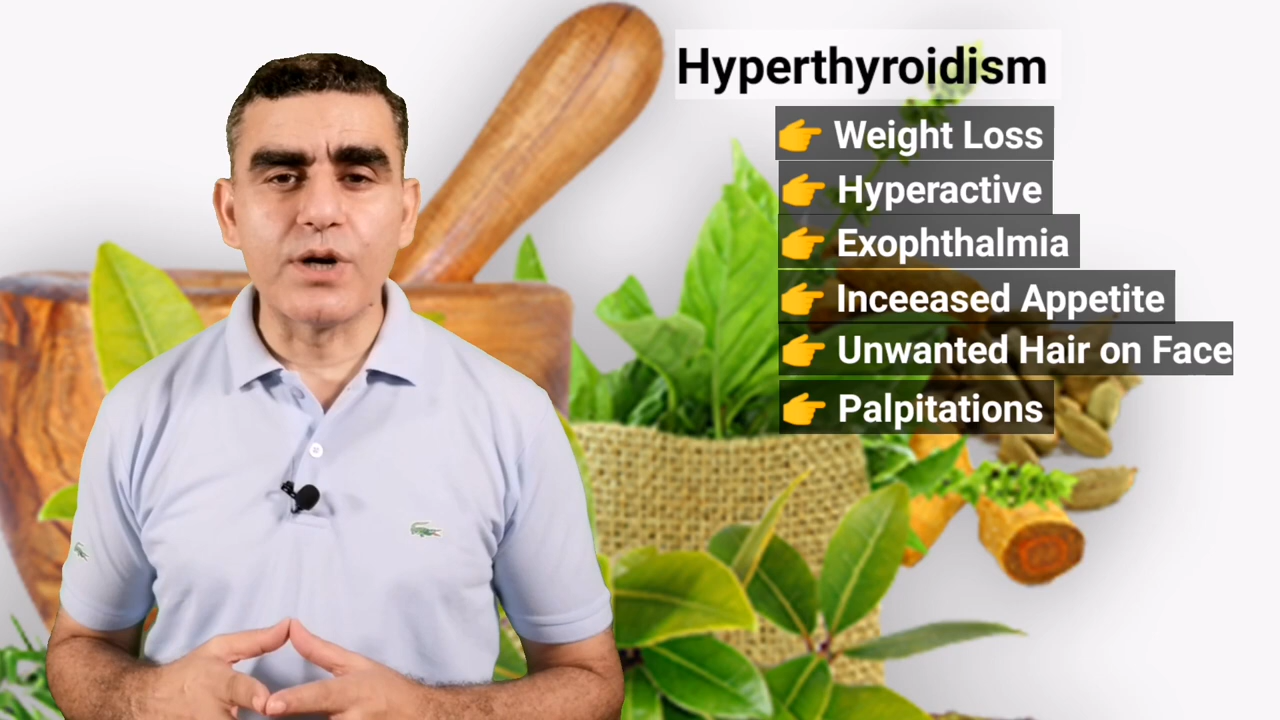 Hyperthyroidism
👉 Weight Loss
👉 Hyperactive
👉 Exophthalmia
👉 Inceeased Appetite
👉 Unwanted Hair on Face
👉 Palpitations